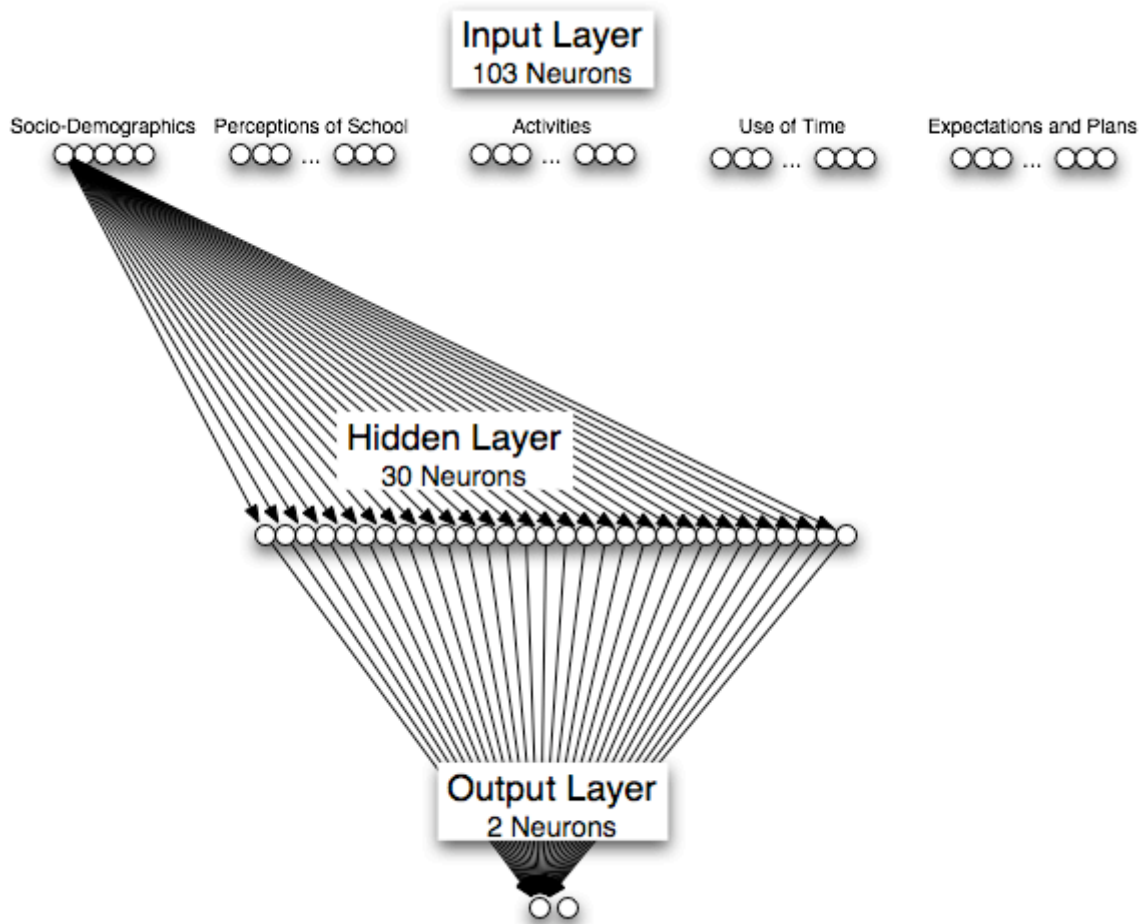 Input Layer
103 Neurons
Socio-Demographics
Perceptions of School
Activities
Use of Time
Expectations and Plans
...
...
...
...
Hidden Layer
30 Neurons
Output Layer
2 Neurons